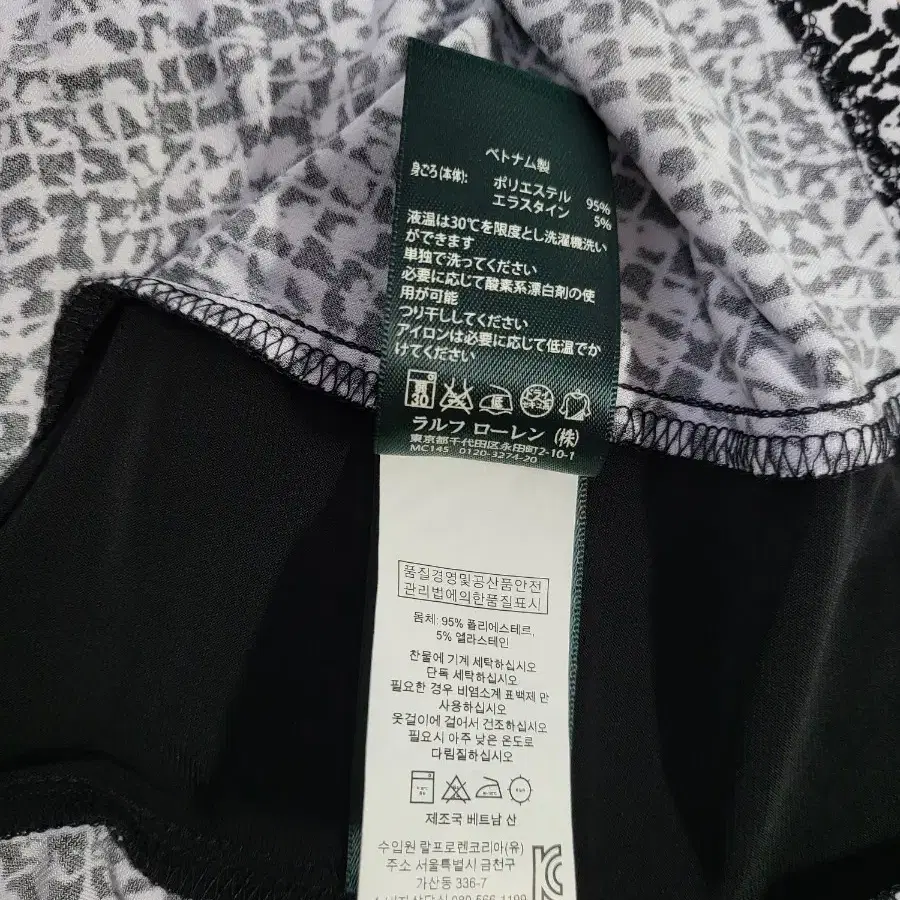 ベトナム製
身ごろ(本体): ポリエステル 95%
エラスタイン 5%
液温は30℃を限度とし洗濯機洗い
ができます
単独で洗ってください
必要に応じて酸素系漂白剤の使
用が可能
つり干ししてください
アイロンは必要に応じて低温でか
けてください
ラルフ ローレン (株)
東京都千代田区永田町2-10-1
MC145 0120-3274-20
품질경영및공산품안전
관리법에의한품질표시
몸체: 95% 폴리에스테르,
5% 엘라스테인
찬물에 기계 세탁하십시오
단독 세탁하십시오
필요한 경우 비염소계 표백제 만
사용하십시오
옷걸이에 걸어서 건조하십시오
필요시 아주 낮은 온도로
다림질하십시오
제조국 베트남 산
수입원 랄프로렌코리아(유)
주소 서울특별시 금천구
가산동 336-7